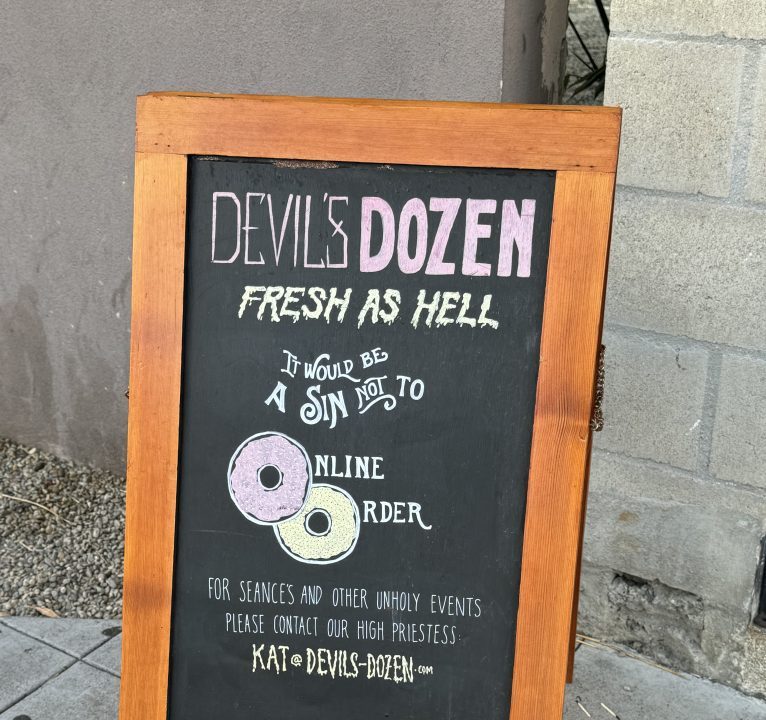 DEVIL'S DOZEN
FRESH AS HELL
IT WOULD BE
A SIN NOT TO
ONLINE
ORDER
FOR SEANCE'S AND OTHER UNHOLY EVENTS
PLEASE CONTACT OUR HIGH PRIESTESS:
KAT@DEVILS-DOZEN.COM